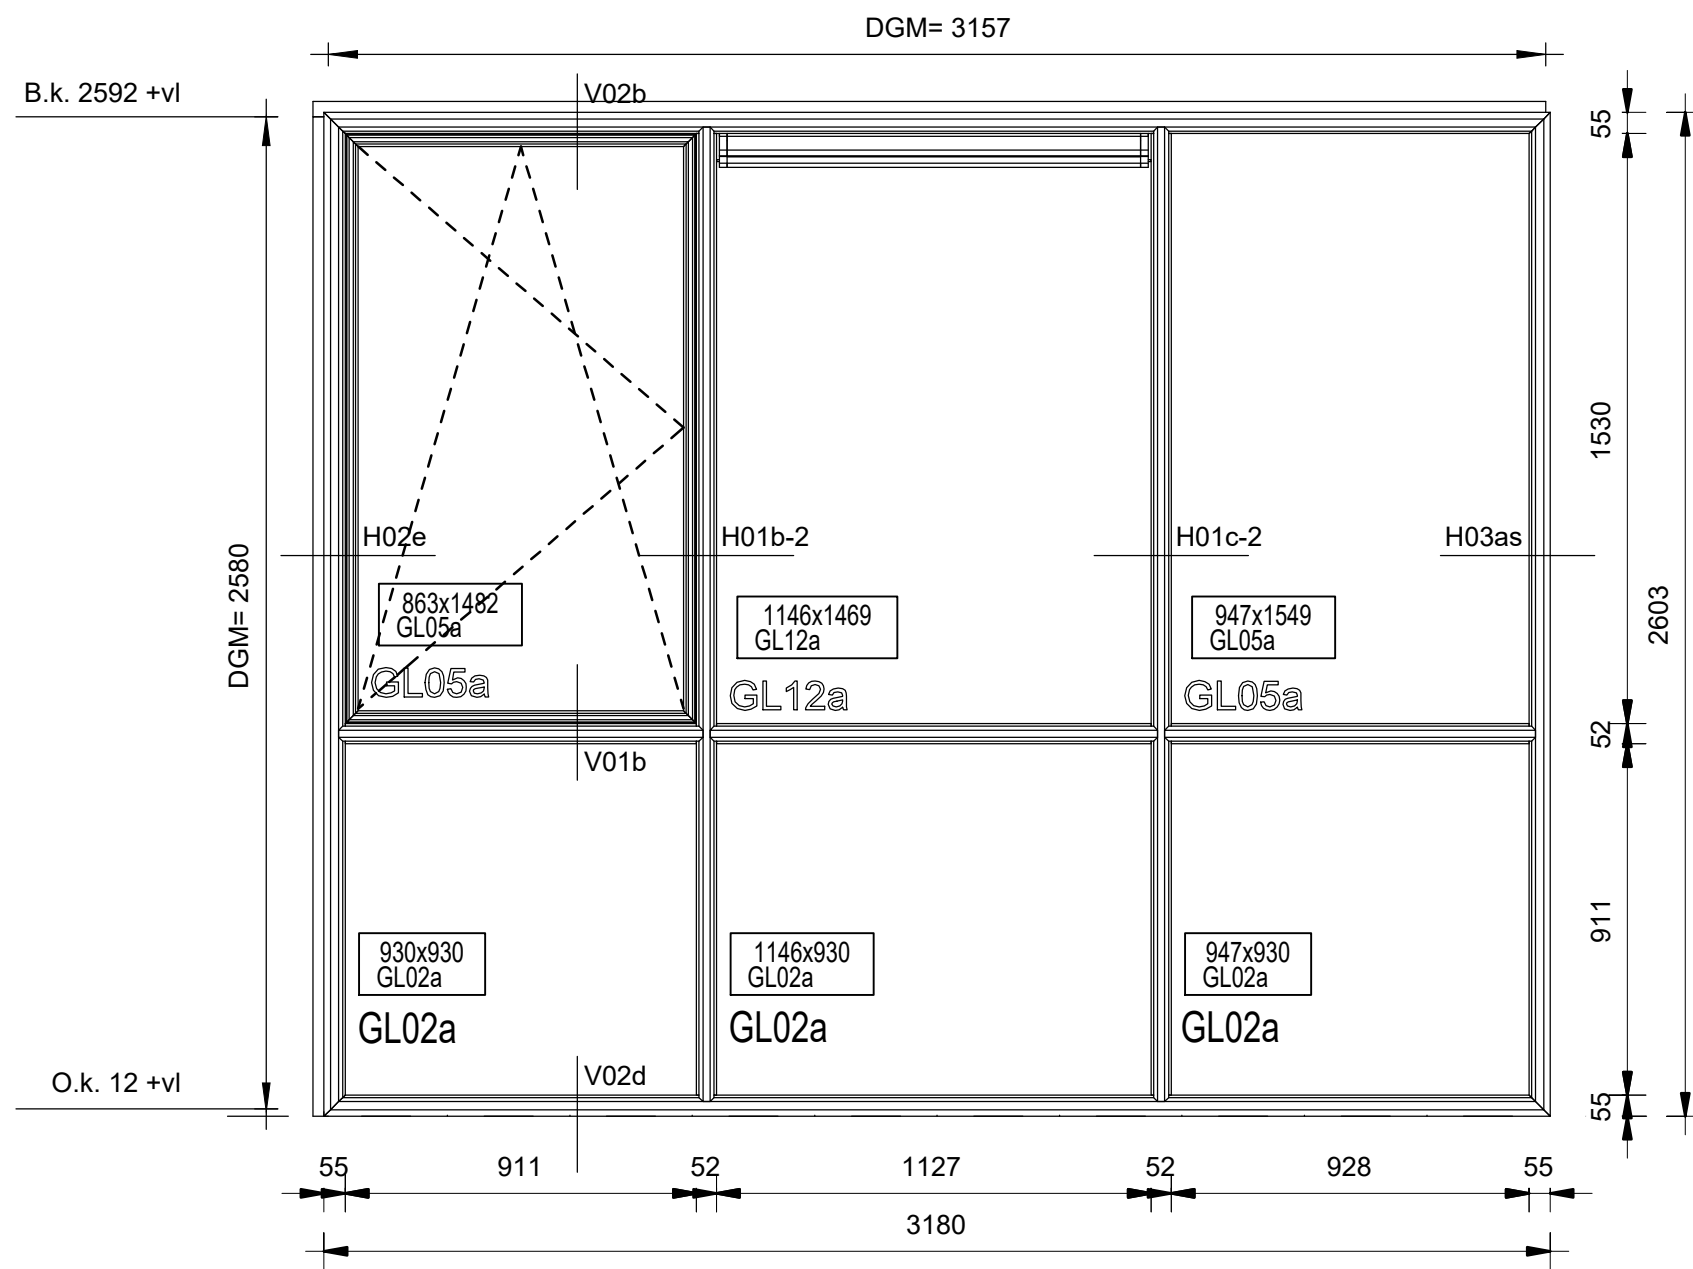 DGM= 3157
B.k. 2592 +vl
V02b
55
1530
H02e
H01b-2
H01c-2
H03as
DGM= 2580
2603
863x1482
GL05a
1146x1469
GL12a
947x1549
GL05a
GL05a
GL12a
GL05a
52
V01b
911
930x930
GL02a
1146x930
GL02a
947x930
GL02a
GL02a
GL02a
GL02a
O.k. 12 +vl
V02d
55
55
911
52
1127
52
928
55
3180